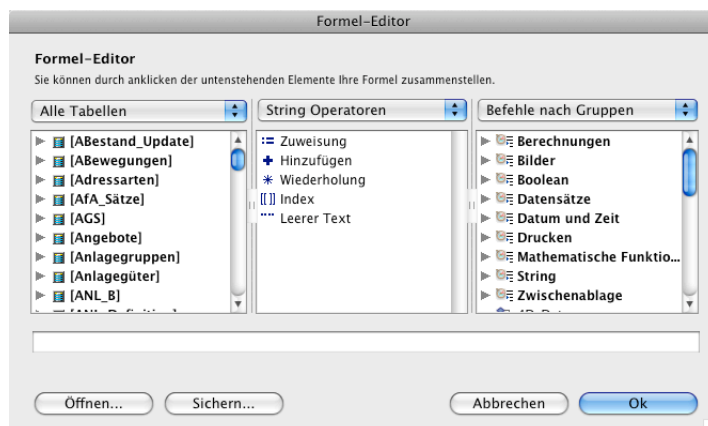 Formel-Editor
Formel-Editor
Sie können durch anklicken der untenstehenden Elemente Ihre Formel zusammenstellen.
Alle Tabellen
[ABestand_Update]
[ABewegungen]
[Adressarten]
[AfA_Sätze]
[AGS]
[Angebote]
[Anlagegruppen]
[Anlagegüter]
[ANL_B]
String Operatoren
:= Zuweisung
+ Hinzufügen
* Wiederholung
[[ ]] Index
"" Leerer Text
Befehle nach Gruppen
Berechnungen
Bilder
Boolean
Datensätze
Datum und Zeit
Drucken
Mathematische Funktio...
String
Zwischenablage
Öffnen...
Sichern...
Abbrechen
Ok